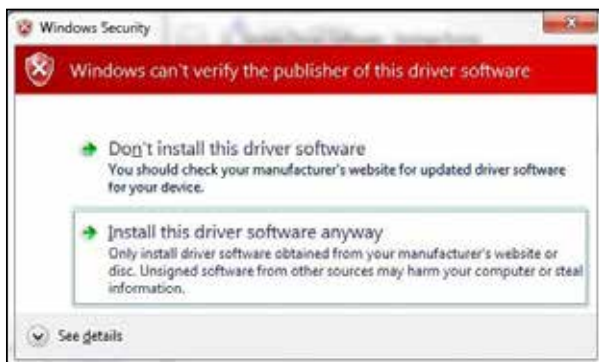 Windows Security
Windows can't verify the publisher of this driver software
Don't install this driver software
You should check your manufacturer's website for updated driver software
for your device.
Install this driver software anyway
Only install driver software obtained from your manufacturer's website or
disc. Unsigned software from other sources may harm your computer or steal
information.
See details